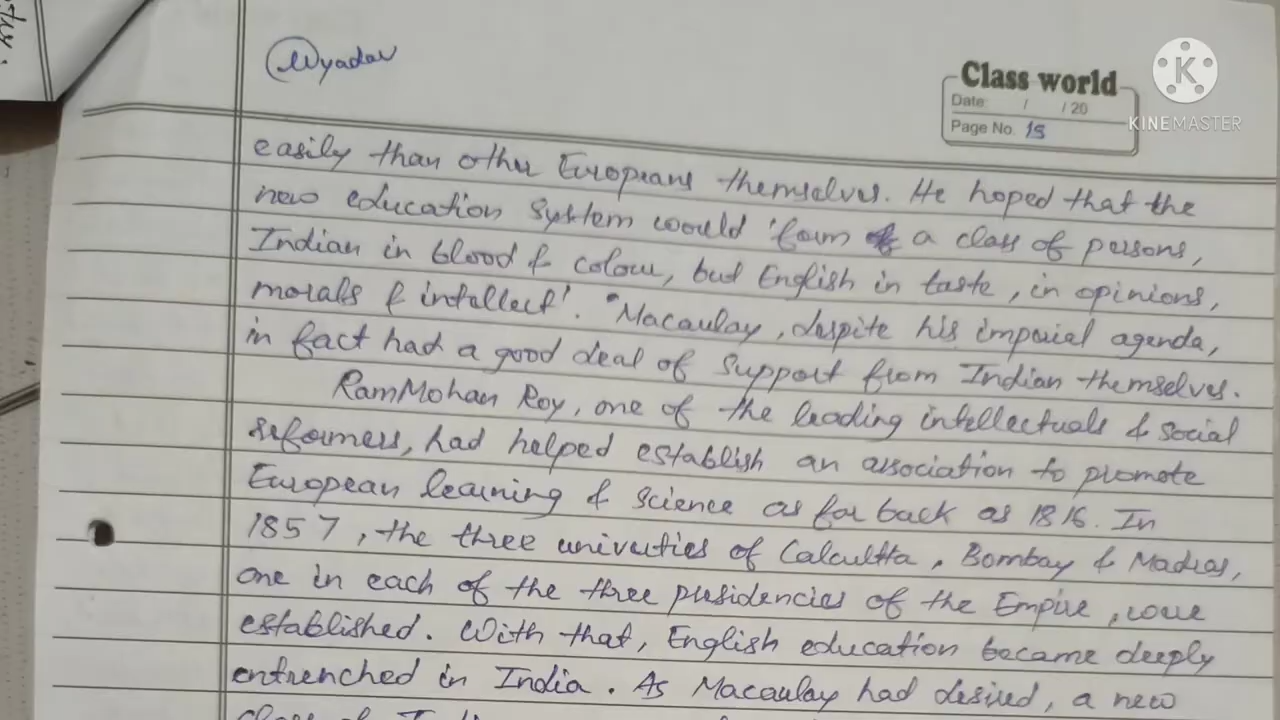 @Nyadav
Class world
Date: / / 20
Page No. 15
KINEMASTER
easily than other Europeans themselves. He hoped that the
new education system would 'form of a class of persons,
Indian in blood & colour, but English in taste, in opinions,
morals & intellect'. "Macaulay, despite his imperial agenda,
in fact had a good deal of support from Indian themselves.
RamMohan Roy, one of the leading intellectuals & social
reformers, had helped establish an association to promote
European learning & science as far back as 1816. In
1857, the three univerties of Calcultta, Bombay & Madras,
one in each of the three presidencies of the Empire, were
established. With that, English education became deeply
entrenched in India. As Macaulay had desired, a new
class of